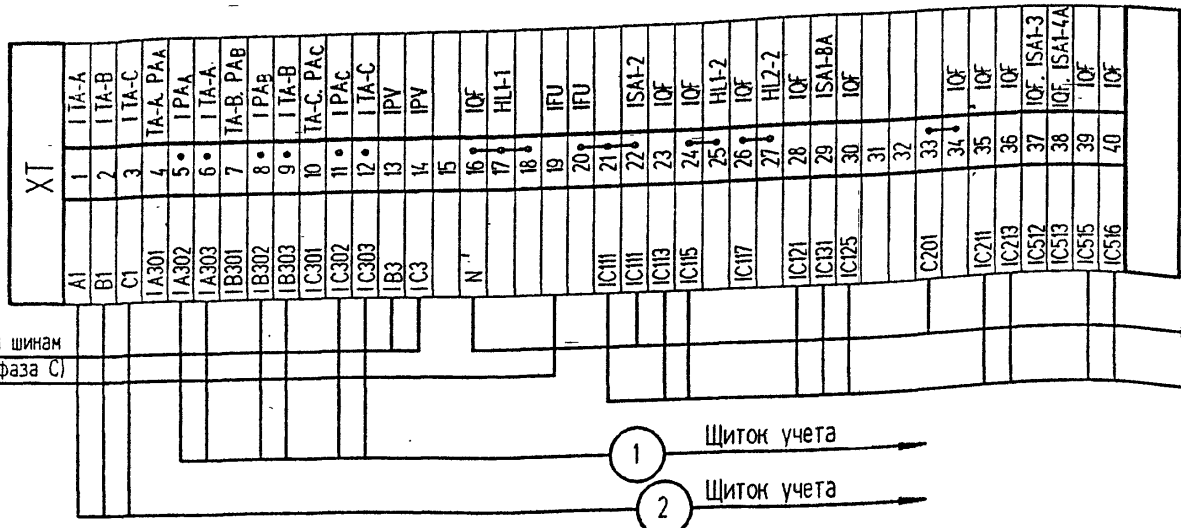 XT
A1 1 1TA-A
B1 2 1TA-B
C1 3 1TA-C
1A301 4 TA-A. PAA
1A302 5 • 1PAA
1A303 6 • 1TA-A
1B301 7 TA-B. PAB
1B302 8 • 1PAB
1B303 9 • 1TA-B
1C301 10 TA-C. PAC
1C302 11 • 1PAC
1C303 12 • 1TA-C
1B3 13 1PV
1C3 14 1PV
15
N 16 1QF
17 HL1-1
18
19 1FU
20 1FU
1C111 21
1C111 22 1SA1-2
1C113 23 1QF
1C115 24 1QF
25 HL1-2
1C117 26 1QF
27 HL2-2
1C121 28 1QF
1C131 29 1SA1-8A
1C125 30 1QF
31
32
C201 33
34 1QF
1C211 35 1QF
1C213 36 1QF
1C512 37 1QF. 1SA1-3
1C513 38 1QF. 1SA1-4A
1C515 39 1QF
1C516 40 1QF
шинам
фаза С)
1 Щиток учета
2 Щиток учета